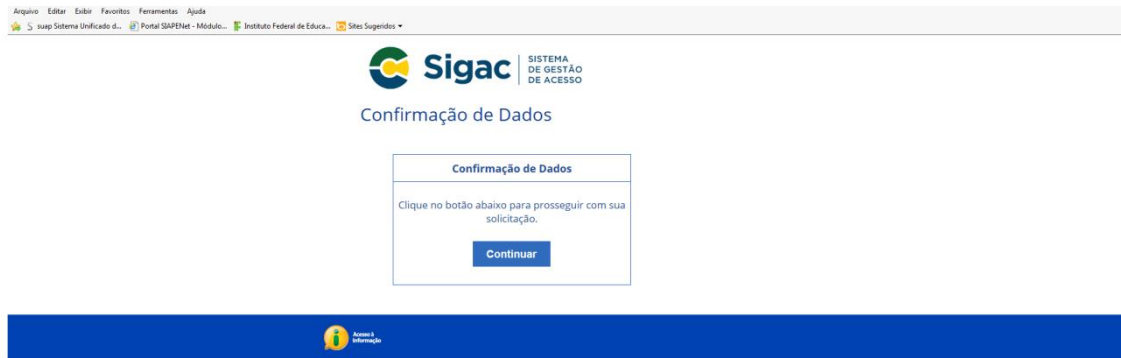 Arquivo Editar Exibir Favoritos Ferramentas Ajuda
suap Sistema Unificado d... Portal SIAPENet - Módulo... Instituto Federal de Educa... Sites Sugeridos
Sigac
SISTEMA
DE GESTÃO
DE ACESSO
Confirmação de Dados
Confirmação de Dados
Clique no botão abaixo para prosseguir com sua
solicitação.
Continuar
Acesso à
Informação